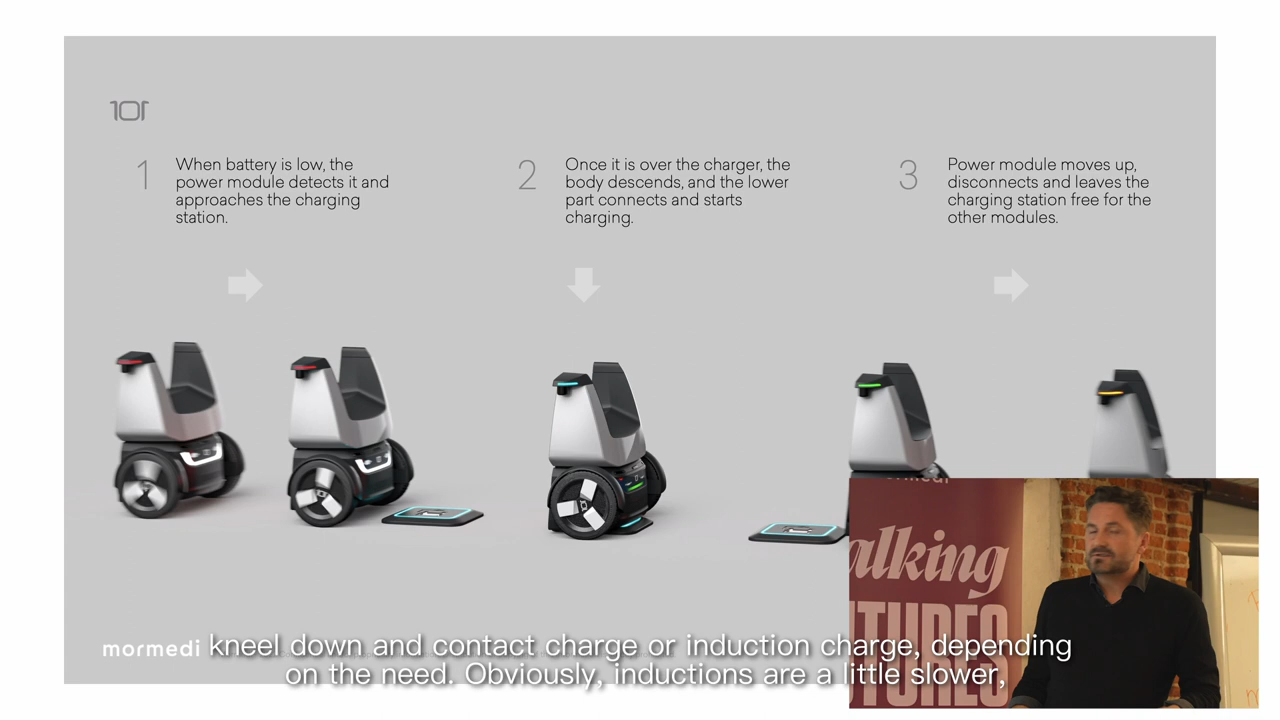 1
When battery is low, the
power module detects it and
approaches the charging
station.
2
Once it is over the charger, the
body descends, and the lower
part connects and starts
charging.
3
Power module moves up,
disconnects and leaves the
charging station free for the
other modules.
alking
TURES
TURES
mormedi
kneel down and contact charge or induction charge, depending
on the need. Obviously, inductions are a little slower,